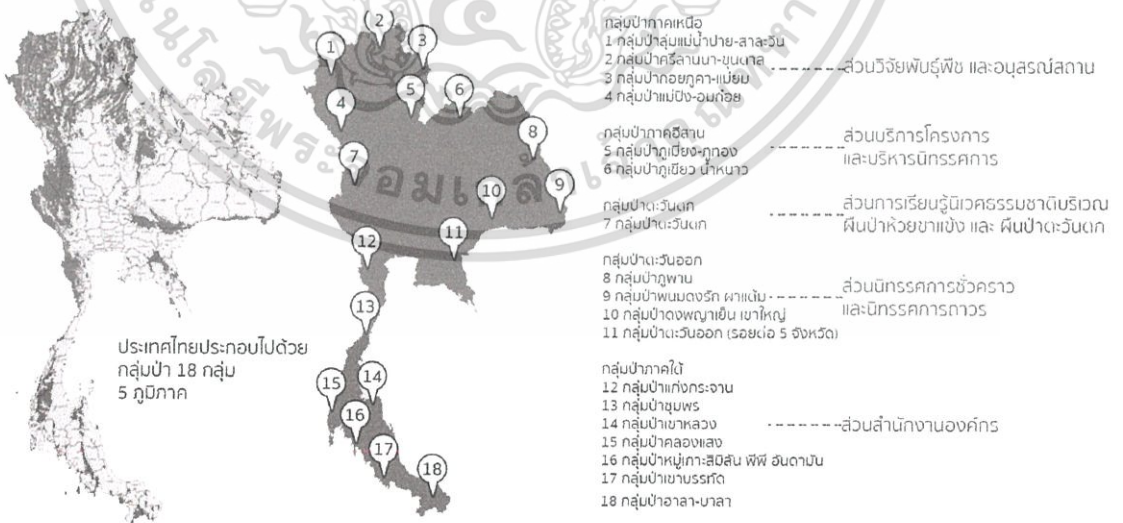 กลุ่มป่าภาคเหนือ
1 กลุ่มป่าลุ่มแม่น้ำปาย-สาละวิน
2 กลุ่มป่าศรีลานนา-ขุนตาล
3 กลุ่มป่าดอยภูคา-แม่ยม
4 กลุ่มป่าแม่ปิง-อมก๋อย
ส่วนวิจัยพันธุ์พืช และอนุสรณ์สถาน
กลุ่มป่าภาคอีสาน
5 กลุ่มป่าภูเมี่ยง-ภูทอง
6 กลุ่มป่าภูเขียว น้ำหนาว
ส่วนบริการโครงการ
และบริหารนิทรรศการ
กลุ่มป่าตะวันตก
7 กลุ่มป่าตะวันตก
ส่วนการเรียนรู้นิเวศธรรมชาติบริเวณ
ผืนป่าห้วยขาแข้ง และ ผืนป่าตะวันตก
กลุ่มป่าตะวันออก
8 กลุ่มป่าภูพาน
9 กลุ่มป่าพนมดงรัก ผาแต้ม
10 กลุ่มป่าดงพญาเย็น เขาใหญ่
11 กลุ่มป่าตะวันออก (รอยต่อ 5 จังหวัด)
ส่วนนิทรรศการชั่วคราว
และนิทรรศการถาวร
กลุ่มป่าภาคใต้
12 กลุ่มป่าแก่งกระจาน
13 กลุ่มป่าชุมพร
14 กลุ่มป่าเขาหลวง
15 กลุ่มป่าคลองแสง
16 กลุ่มป่าหมู่เกาะสิมิลัน พีพี อันดามัน
17 กลุ่มป่าเขาบรรทัด
18 กลุ่มป่าฮาลา-บาลา
ส่วนสำนักงานองค์กร
ประเทศไทยประกอบไปด้วย
กลุ่มป่า 18 กลุ่ม
5 ภูมิภาค
1
2
3
4
5
6
7
8
9
10
11
12
13
14
15
16
17
18